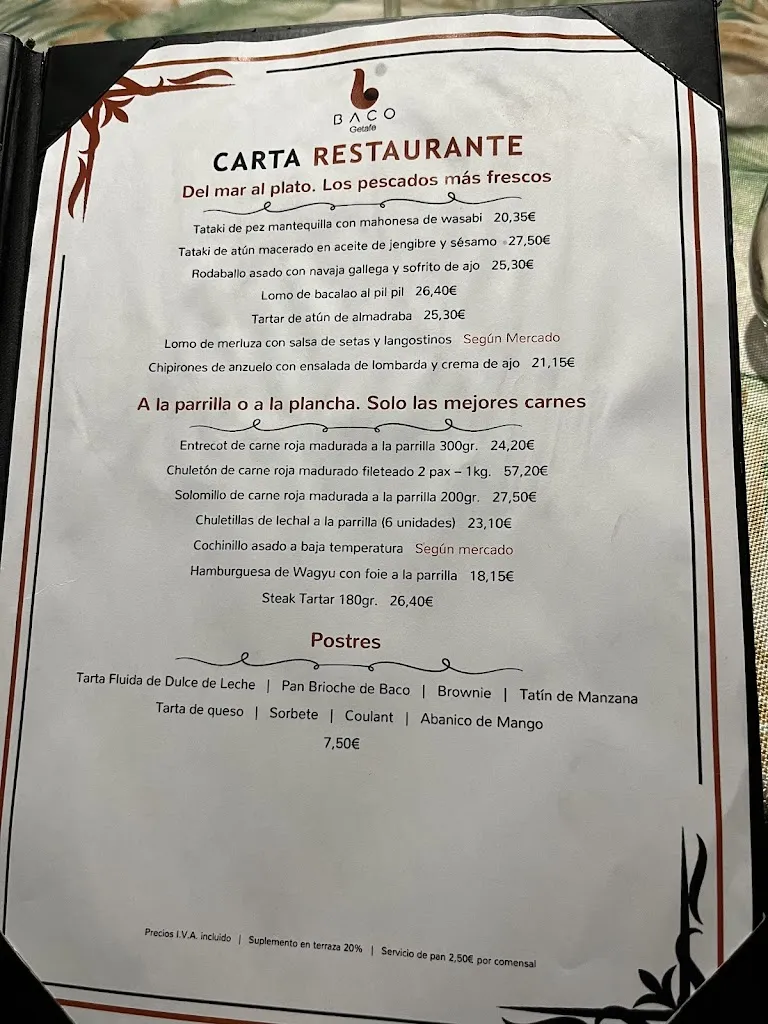 BACO
Getafe
CARTA RESTAURANTE
Del mar al plato. Los pescados más frescos
Tataki de pez mantequilla con mahonesa de wasabi 20,35€
Tataki de atún macerado en aceite de jengibre y sésamo 27,50€
Rodaballo asado con navaja gallega y sofrito de ajo 25,30€
Lomo de bacalao al pil pil 26,40€
Tartar de atún de almadraba 25,30€
Lomo de merluza con salsa de setas y langostinos Según Mercado
Chipirones de anzuelo con ensalada de lombarda y crema de ajo 21,15€
A la parrilla o a la plancha. Solo las mejores carnes
Entrecot de carne roja madurada a la parrilla 300gr. 24,20€
Chuletón de carne roja madurado fileteado 2 pax – 1kg. 57,20€
Solomillo de carne roja madurada a la parrilla 200gr. 27,50€
Chuletillas de lechal a la parrilla (6 unidades) 23,10€
Cochinillo asado a baja temperatura Según mercado
Hamburguesa de Wagyu con foie a la parrilla 18,15€
Steak Tartar 180gr. 26,40€
Postres
Tarta Fluida de Dulce de Leche | Pan Brioche de Baco | Brownie | Tatín de Manzana
Tarta de queso | Sorbete | Coulant | Abanico de Mango
7,50€
Precios I.V.A. incluido | Suplemento en terraza 20% | Servicio de pan 2,50€ por comensal